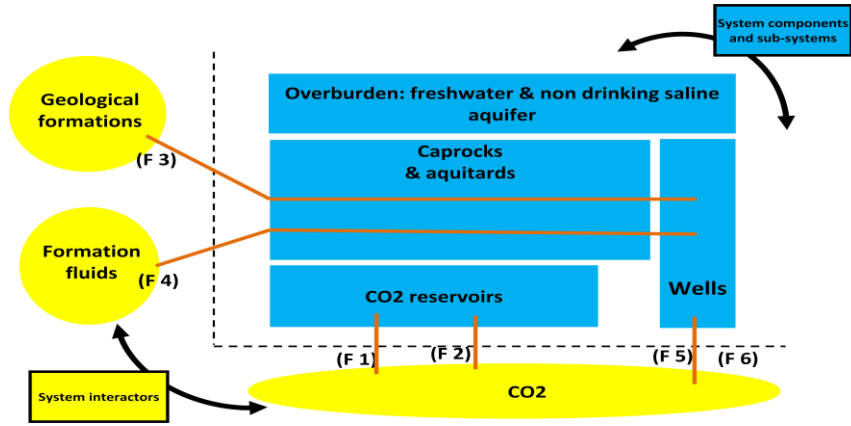 System components
and sub-systems
Geological
formations
(F 3)
Overburden: freshwater & non drinking saline
aquifer
Caprocks
& aquitards
Formation
fluids
(F 4)
CO2 reservoirs
Wells
(F 1)
(F 2)
(F 5)
(F 6)
System interactors
CO2